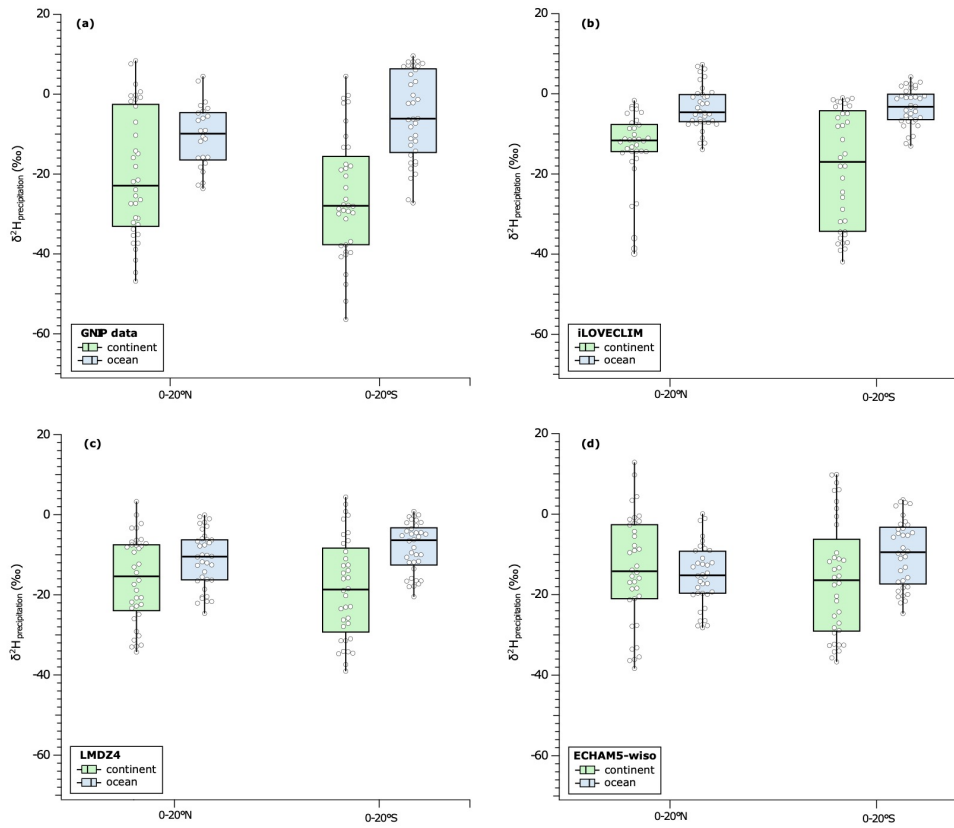 (a)
20
0
-20
-40
-60
δ²Hprecipitation (‰)
GNIP data
continent
ocean
0-20ºN
0-20ºS
(b)
20
0
-20
-40
-60
δ²Hprecipitation (‰)
iLOVECLIM
continent
ocean
0-20ºN
0-20ºS
(c)
20
0
-20
-40
-60
δ²Hprecipitation (‰)
LMDZ4
continent
ocean
0-20ºN
0-20ºS
(d)
20
0
-20
-40
-60
δ²Hprecipitation (‰)
ECHAM5-wiso
continent
ocean
0-20ºN
0-20ºS